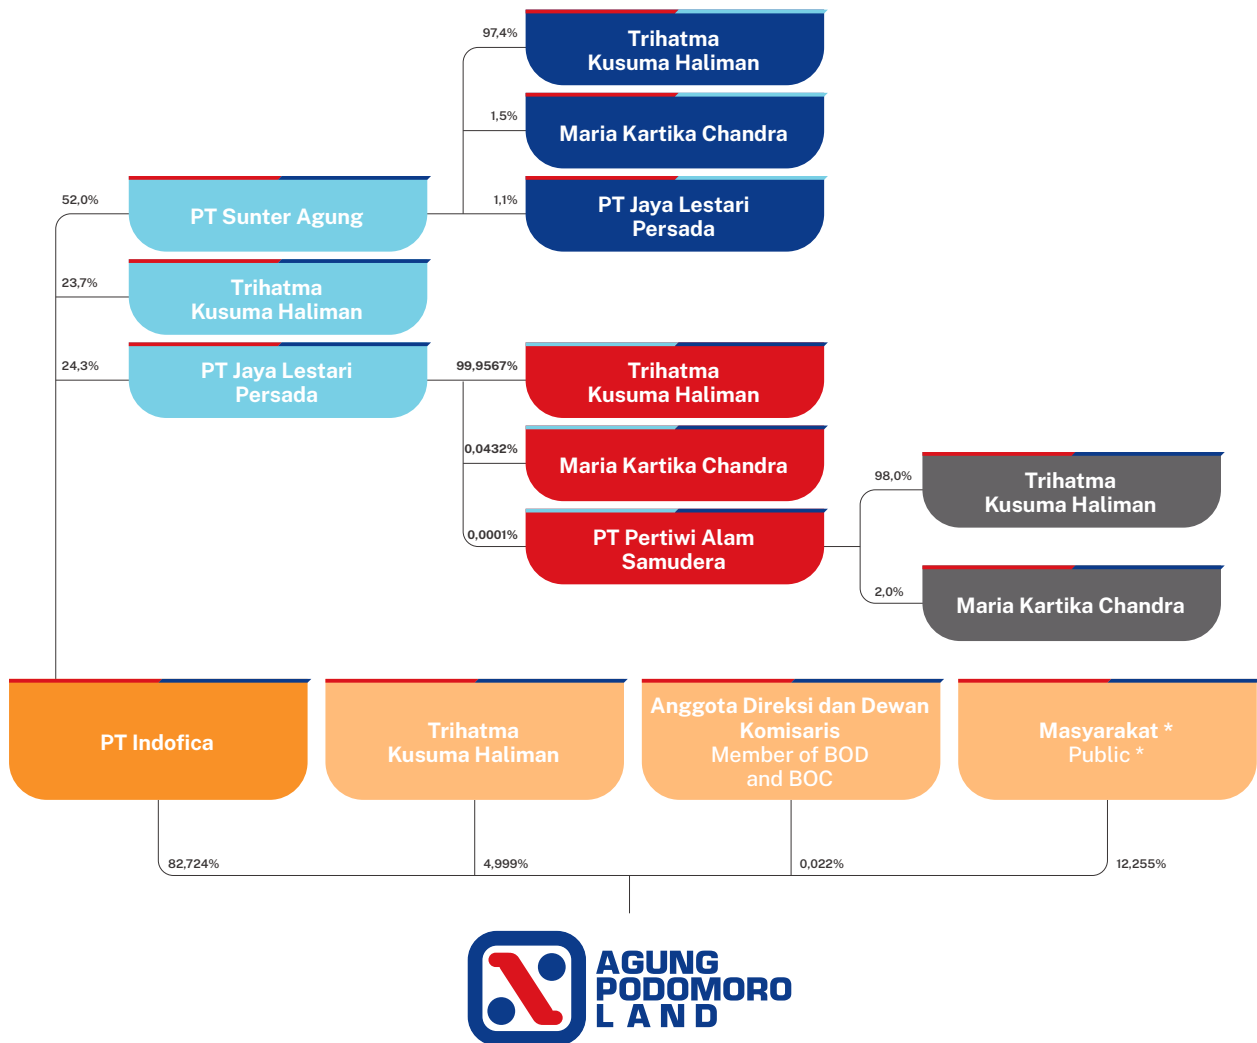 97,4%
Trihatma
Kusuma Haliman
1,5%
Maria Kartika Chandra
52,0%
PT Sunter Agung
1,1%
PT Jaya Lestari
Persada
23,7%
Trihatma
Kusuma Haliman
24,3%
PT Jaya Lestari
Persada
99,9567%
Trihatma
Kusuma Haliman
0,0432%
Maria Kartika Chandra
0,0001%
PT Pertiwi Alam
Samudera
98,0%
Trihatma
Kusuma Haliman
2,0%
Maria Kartika Chandra
PT Indofica
Trihatma
Kusuma Haliman
Anggota Direksi dan Dewan
Komisaris
Member of BOD
and BOC
Masyarakat *
Public *
82,724%
4,999%
0,022%
12,255%
AGUNG
PODOMORO
LAND